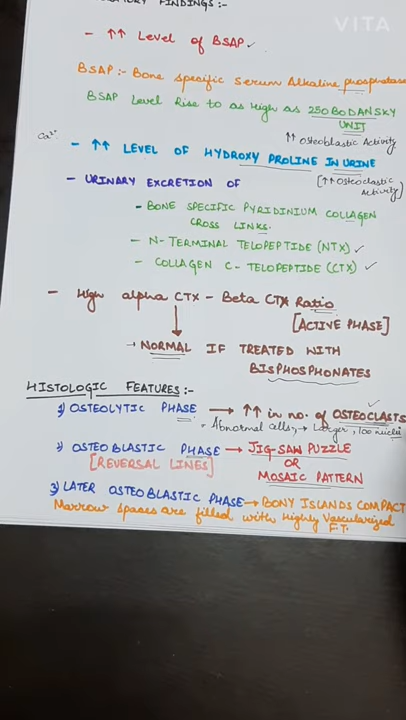 FINDINGS :-
VITA
- ↑↑ Level of BSAP ✓
BSAP :- Bone Specific Serum Alkaline phosphatase
BSAP Level Rise to as High as 250 BODANSKY
UNIT
↑↑ Osteoblastic Activity
Ca²⁺
- ↑↑ LEVEL OF HYDROXY PROLINE IN URINE
[↑↑ Osteoclastic
Activity]
- URINARY EXCRETION OF
- BONE SPECIFIC PYRIDINIUM COLLAGEN
CROSS LINKS.
- N-TERMINAL TELOPEPTIDE (NTX) ✓
- COLLAGEN C-TELOPEPTIDE (CTX) ✓
- High alpha CTX - Beta CTX Ratio
[ACTIVE PHASE]
→ NORMAL IF TREATED WITH
BISPHOSPHONATES
HISTOLOGIC FEATURES :-
1) OSTEOLYTIC PHASE → ↑↑ in no. of OSTEOCLASTS
= Abnormal cells, → Larger, 100 nuclei
2) OSTEOBLASTIC PHASE → JIG-SAW PUZZLE
[REVERSAL LINES]
OR
MOSAIC PATTERN
3) LATER OSTEOBLASTIC PHASE → BONY ISLANDS COMPACT
Marrow spaces are filled with Highly Vascularized
F.T.